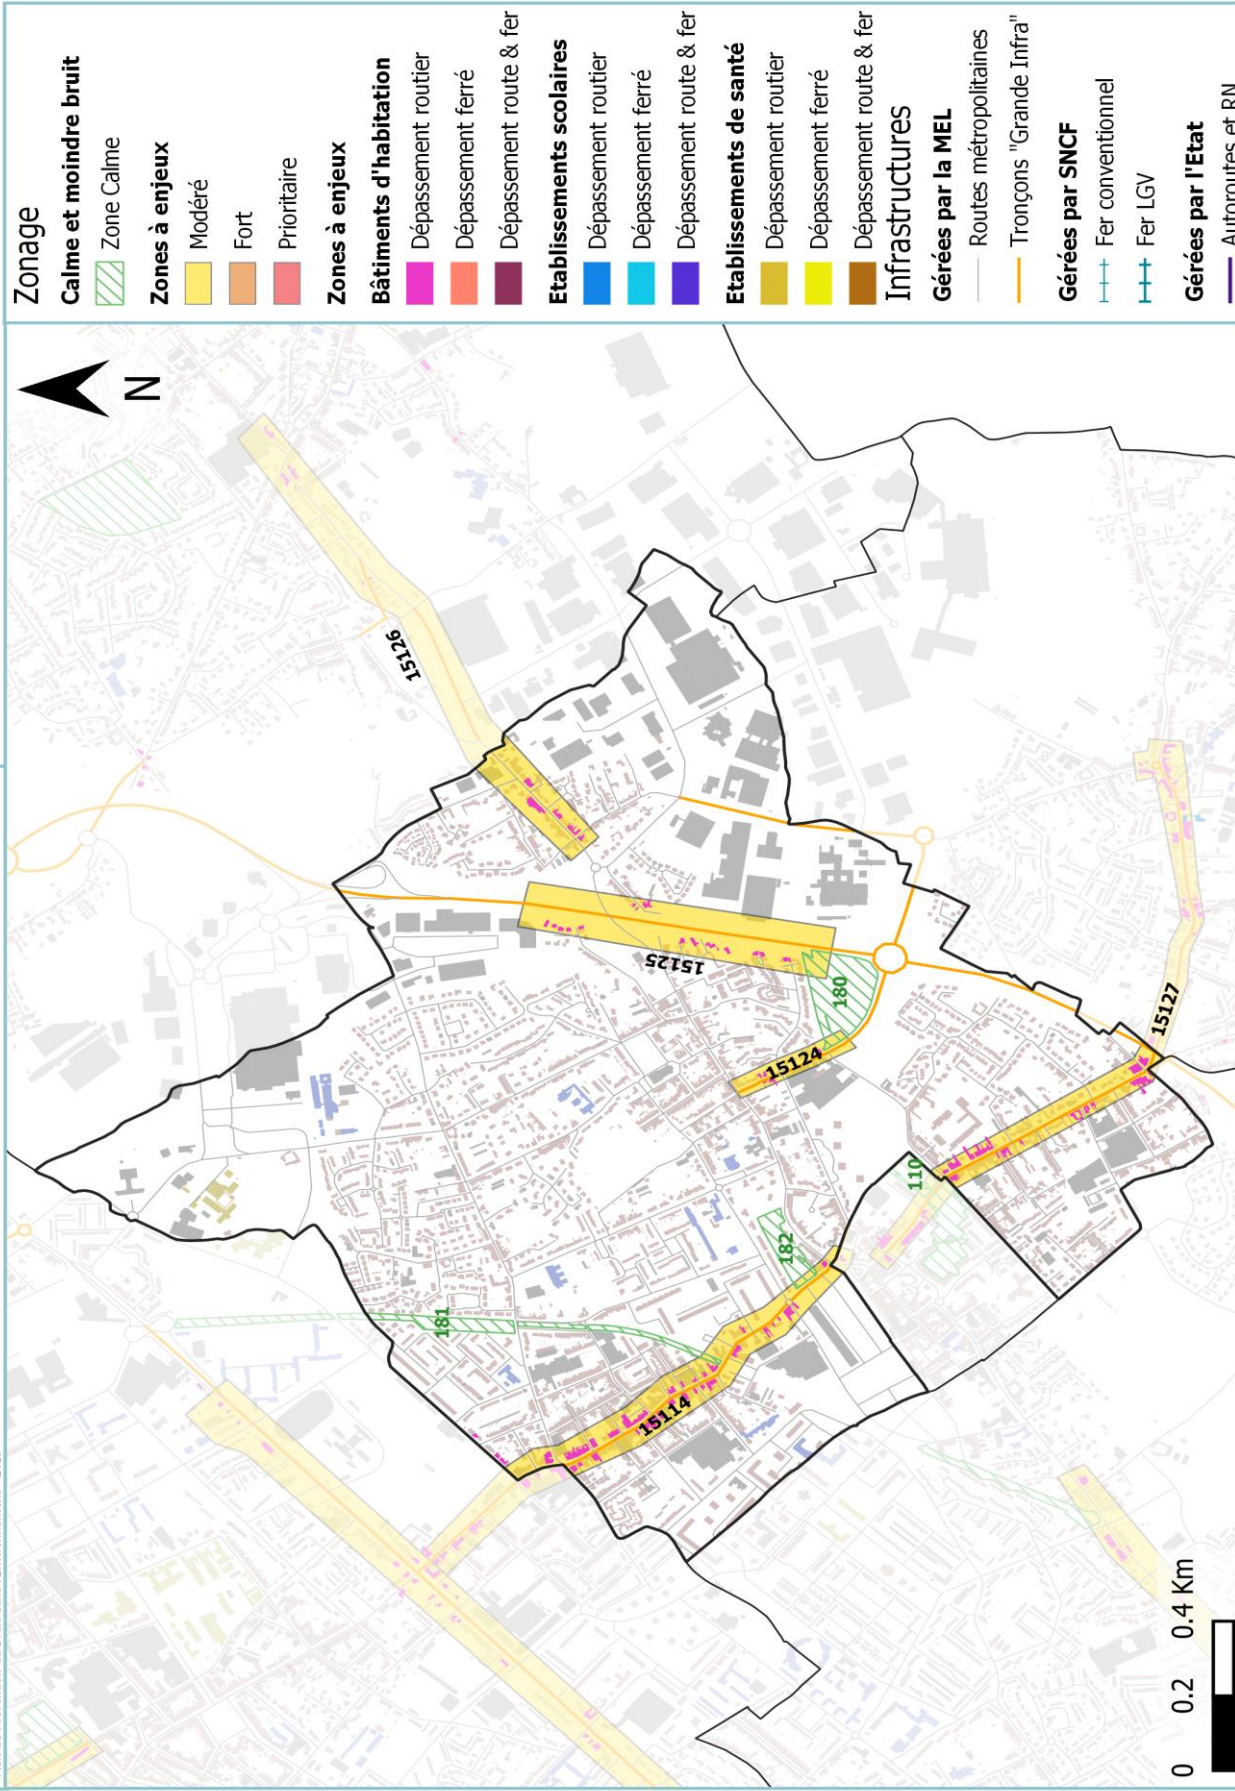 Zonage
Calme et moindre bruit
Zone Calme
Zones à enjeux
Modéré
Fort
Prioritaire
Zones à enjeux
Bâtiments d'habitation
Dépassement routier
Dépassement ferré
Dépassement route & fer
Etablissements scolaires
Dépassement routier
Dépassement ferré
Dépassement route & fer
Etablissements de santé
Dépassement routier
Dépassement ferré
Dépassement route & fer
Infrastructures
Gérées par la MEL
Routes métropolitaines
Tronçons "Grande Infra"
Gérées par SNCF
Fer conventionnel
Fer LGV
Gérées par l'Etat
Autoroutes et RN
N
15126
15125
180
15124
15127
110
182
181
15114
0 0.2 0.4 Km